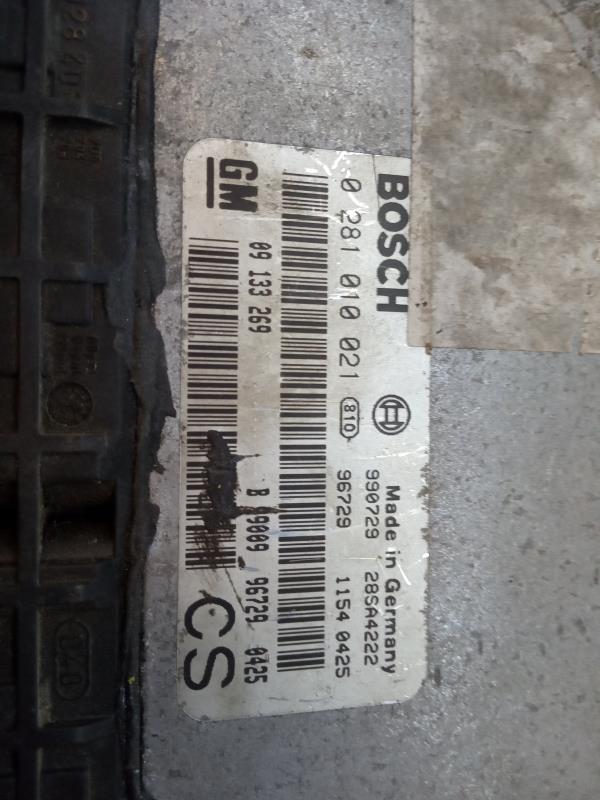 BOSCH
Made in Germany
0 281 010 021 810 990729 28SA4222
96729 1154 0425
GM
09 133 269 B 9009 96729 0425
CS